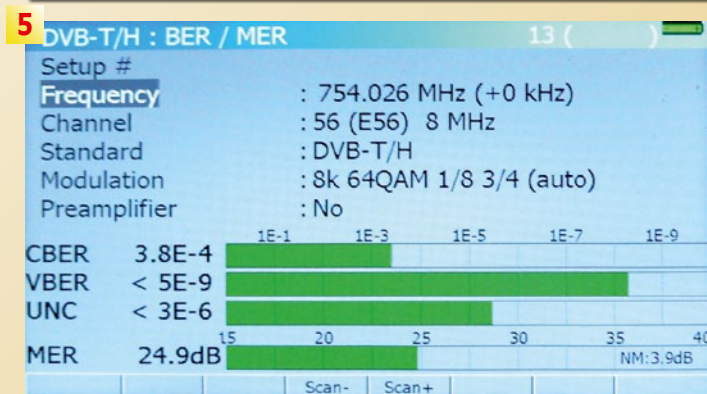 5
DVB-T/H : BER / MER 13 ( )
Setup #
Frequency : 754.026 MHz (+0 kHz)
Channel : 56 (E56) 8 MHz
Standard : DVB-T/H
Modulation : 8k 64QAM 1/8 3/4 (auto)
Preamplifier : No
1E-1 1E-3 1E-5 1E-7 1E-9
CBER 3.8E-4
VBER < 5E-9
UNC < 3E-6
15 20 25 30 35 40
MER 24.9dB NM:3.9dB
Scan- Scan+